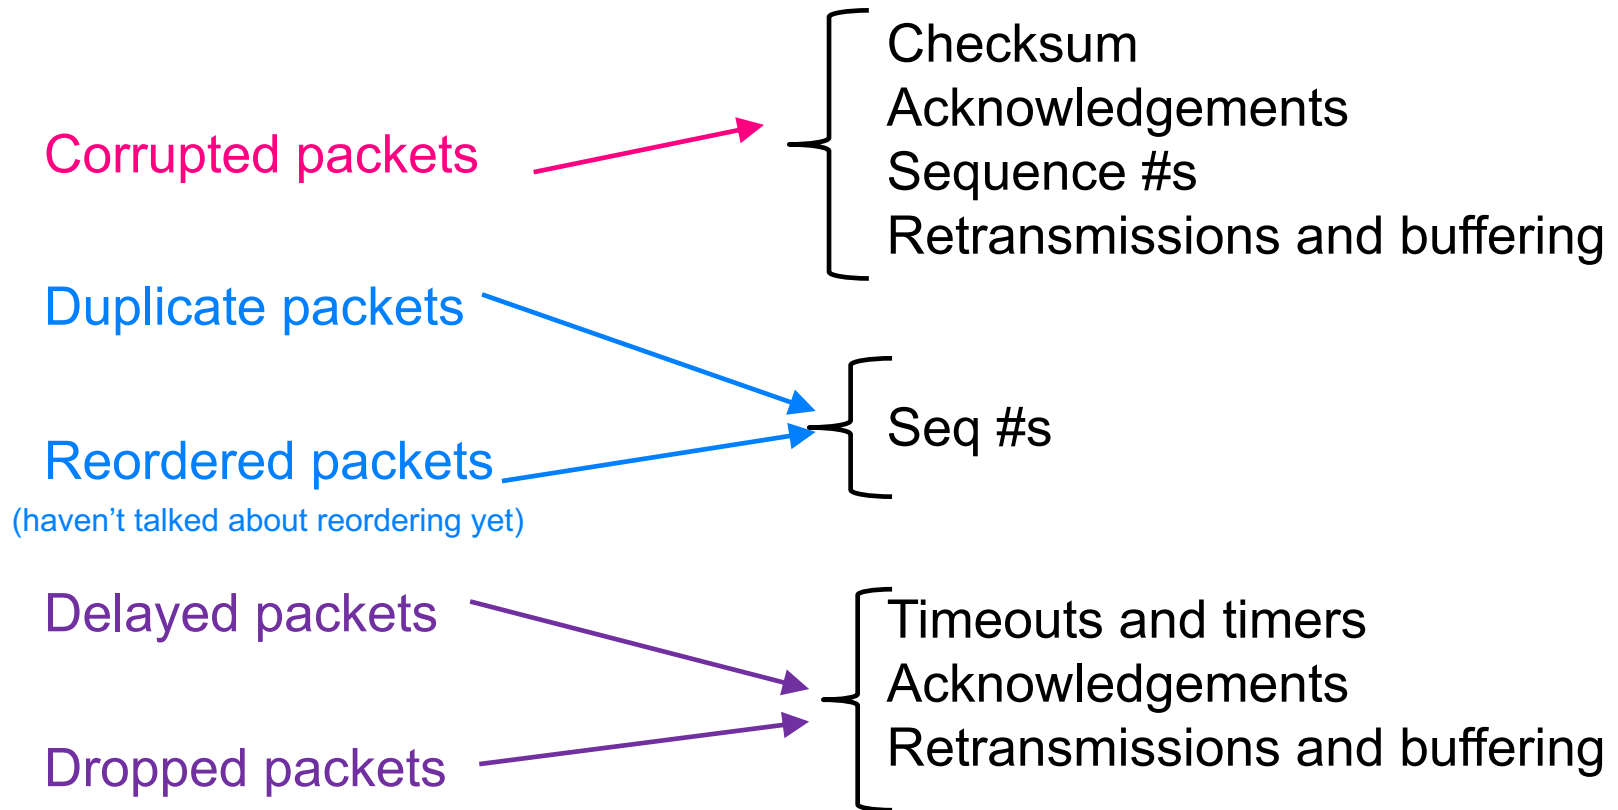 Corrupted packets
Checksum
Acknowledgements
Sequence #s
Retransmissions and buffering
Duplicate packets
Reordered packets
(haven’t talked about reordering yet)
Seq #s
Delayed packets
Dropped packets
Timeouts and timers
Acknowledgements
Retransmissions and buffering